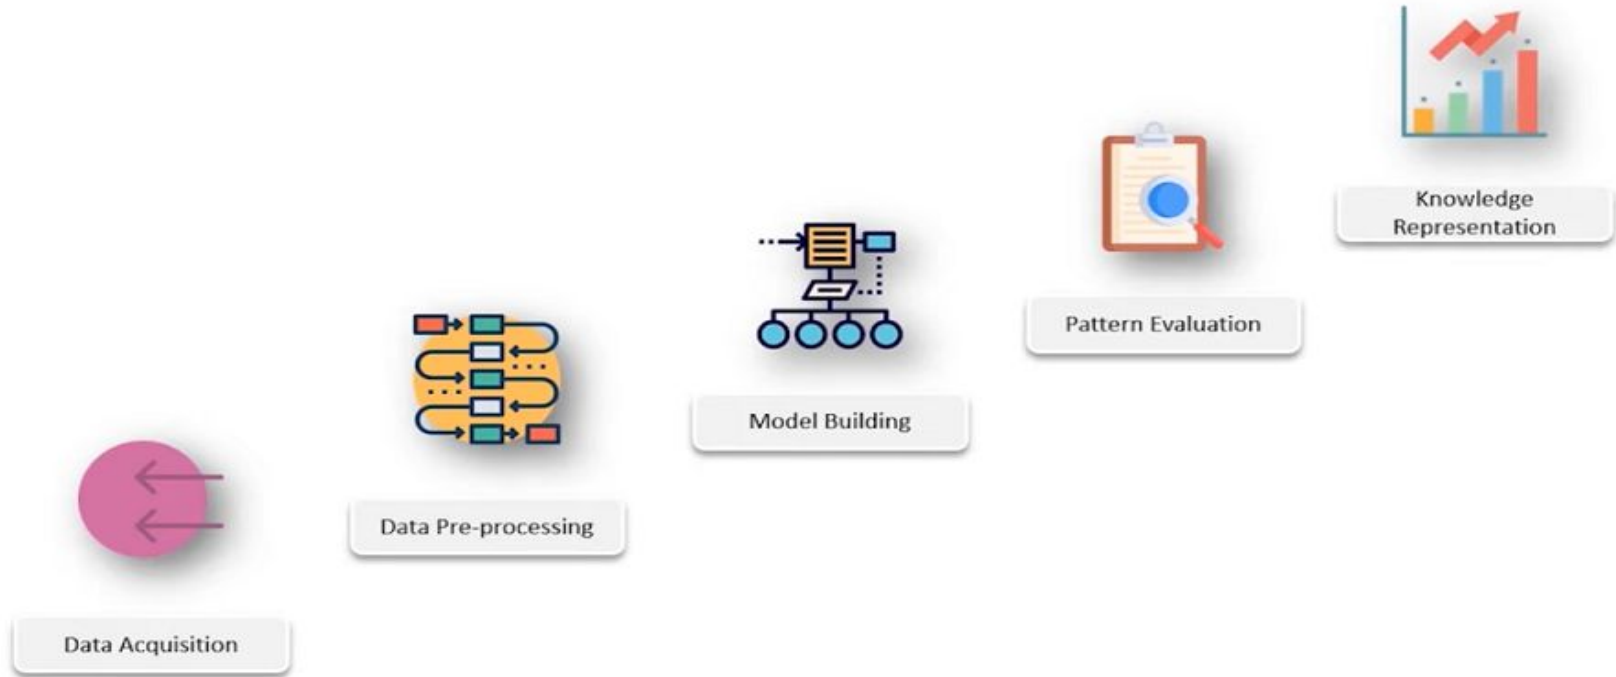 Data Acquisition
Data Pre-processing
Model Building
Pattern Evaluation
Knowledge
Representation